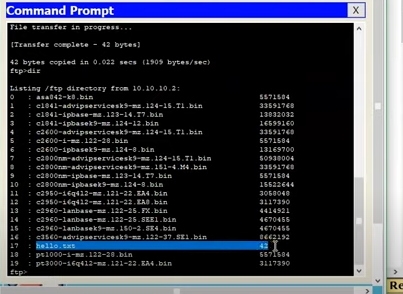 Command Prompt
X
File transfer in progress...
[Transfer complete - 42 bytes]
42 bytes copied in 0.022 secs (1909 bytes/sec)
ftp>dir
Listing /ftp directory from 10.10.10.2:
0 : asa842-k8.bin 5571584
1 : c1841-advipservicesk9-mz.124-15.T1.bin 33591768
2 : c1841-ipbase-mz.123-14.T7.bin 13832032
3 : c1841-ipbasek9-mz.124-12.bin 16599160
4 : c2600-advipservicesk9-mz.124-15.T1.bin 33591768
5 : c2600-i-mz.122-28.bin 5571584
6 : c2600-ipbasek9-mz.124-8.bin 13169700
7 : c2800nm-advipservicesk9-mz.124-15.T1.bin 50938004
8 : c2800nm-advipservicesk9-mz.151-4.M4.bin 33591768
9 : c2800nm-ipbase-mz.123-14.T7.bin 5571584
10 : c2800nm-ipbasek9-mz.124-8.bin 15522644
11 : c2950-i6q4l2-mz.121-22.EA4.bin 3058048
12 : c2950-i6q4l2-mz.121-22.EA8.bin 3117390
13 : c2960-lanbase-mz.122-25.FX.bin 4414921
14 : c2960-lanbase-mz.122-25.SEE1.bin 4670455
15 : c2960-lanbasek9-mz.150-2.SE4.bin 4670455
16 : c3560-advipservicesk9-mz.122-37.SE1.bin 8662192
17 : hello.txt 42
18 : pt1000-i-mz.122-28.bin 5571584
19 : pt3000-i6q4l2-mz.121-22.EA4.bin 3117390
ftp>
Re